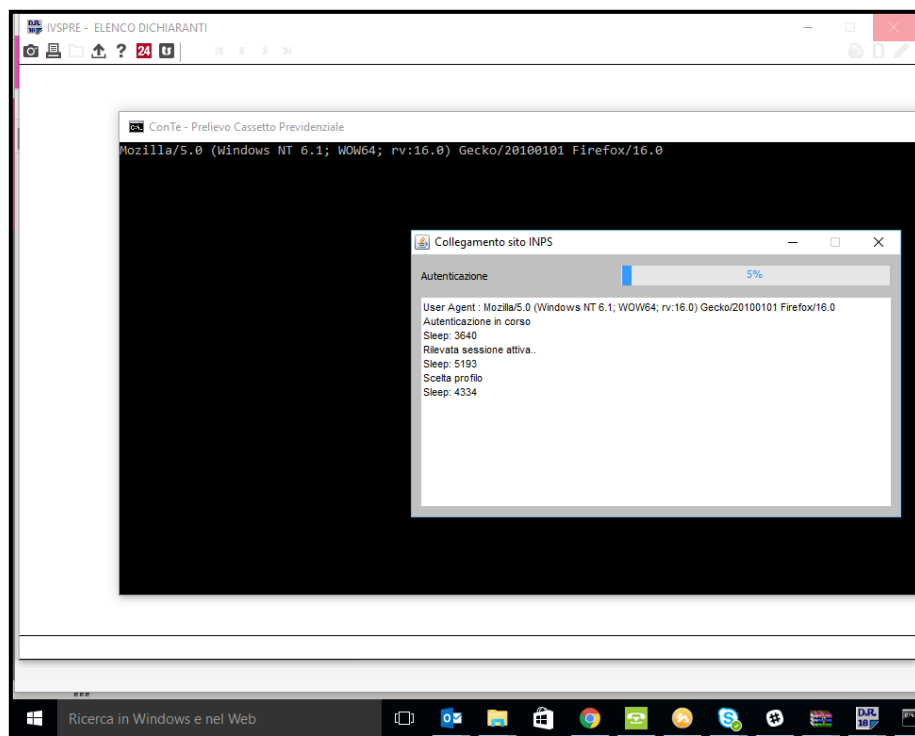 D.R.
18
IVSPRE - ELENCO DICHIARANTI
24
ConTe - Prelievo Cassetto Previdenziale
Mozilla/5.0 (Windows NT 6.1; WOW64; rv:16.0) Gecko/20100101 Firefox/16.0
Collegamento sito INPS
Autenticazione
5%
User Agent : Mozilla/5.0 (Windows NT 6.1; WOW64; rv:16.0) Gecko/20100101 Firefox/16.0
Autenticazione in corso
Sleep: 3640
Rilevata sessione attiva..
Sleep: 5193
Scelta profilo
Sleep: 4334
Ricerca in Windows e nel Web
D.R.
18